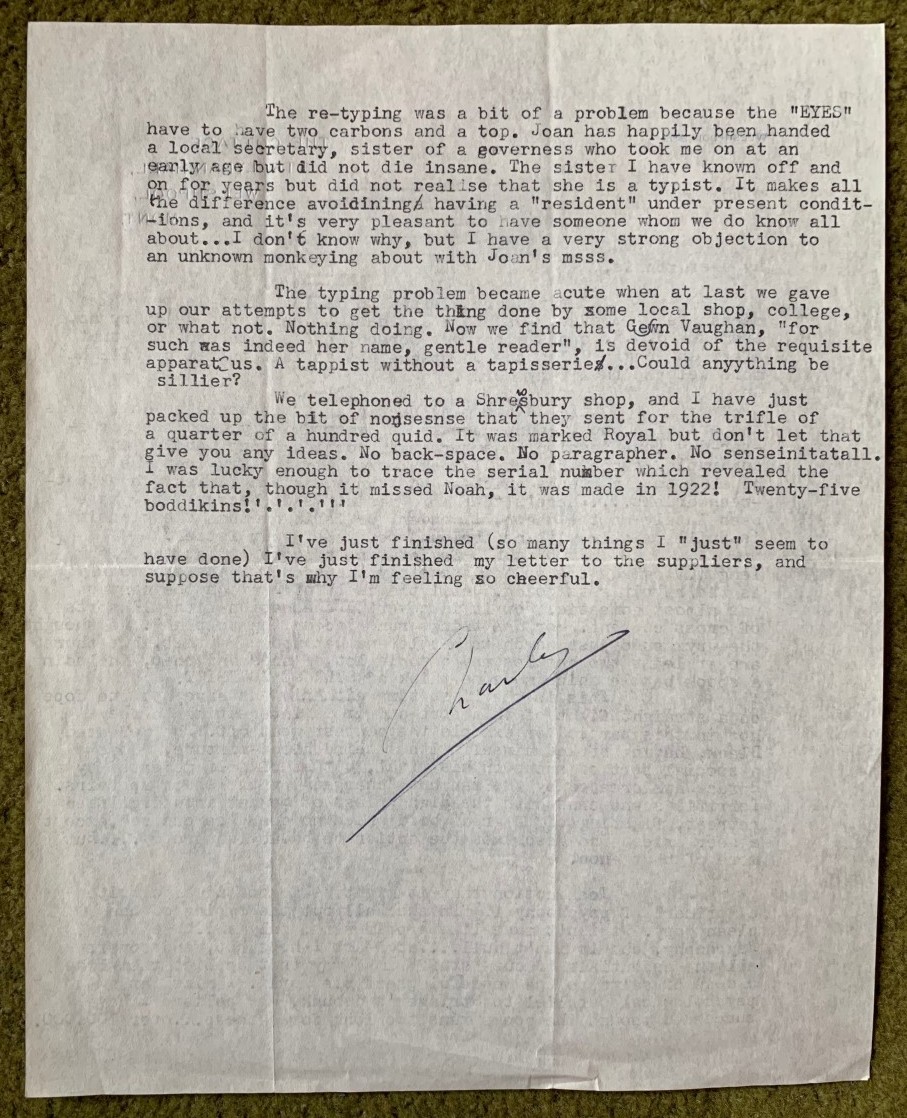 The re-typing was a bit of a problem because the "EYES"
have to have two carbons and a top. Joan has happily been handed
a local secretary, sister of a governess who took me on at an
early age but did not die insane. The sister I have known off and
on for years but did not realise that she is a typist. It makes all
the difference avoidining having a "resident" under present condit-
-ions, and it's very pleasant to have someone whom we do know all
about...I don't know why, but I have a very strong objection to
an unknown monkeying about with Joan's msss.
The typing problem became acute when at last we gave
up our attempts to get the thing done by some local shop, college,
or what not. Nothing doing. Now we find that Gewn Vaughan, "for
such was indeed her name, gentle reader", is devoid of the requisite
apparatus. A tappist without a tapisserie...Could anyything be
sillier?
We telephoned to a Shrewsbury shop, and I have just
packed up the bit of nonsesnse that they sent for the trifle of
a quarter of a hundred quid. It was marked Royal but don't let that
give you any ideas. No back-space. No paragrapher. No senseinitatall.
I was lucky enough to trace the serial number which revealed the
fact that, though it missed Noah, it was made in 1922! Twenty-five
boddikins!'.'.'.'''
I've just finished (so many things I "just" seem to
have done) I've just finished my letter to the suppliers, and
suppose that's why I'm feeling so cheerful.
Charles